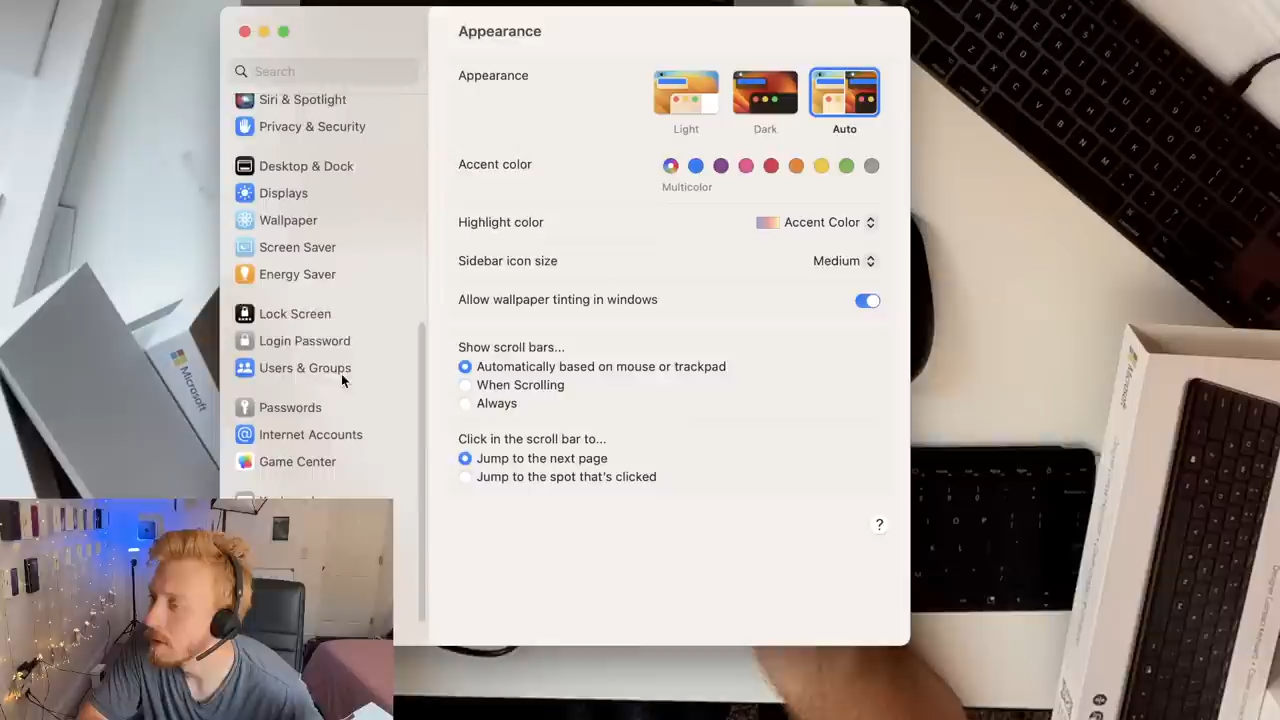 Appearance
Search
Siri & Spotlight
Privacy & Security
Desktop & Dock
Displays
Wallpaper
Screen Saver
Energy Saver
Lock Screen
Login Password
Users & Groups
Passwords
Internet Accounts
Game Center
Appearance
Light
Dark
Auto
Accent color
Multicolor
Highlight color
Accent Color
Sidebar icon size
Medium
Allow wallpaper tinting in windows
Show scroll bars...
Automatically based on mouse or trackpad
When Scrolling
Always
Click in the scroll bar to...
Jump to the next page
Jump to the spot that's clicked
?
Microsoft
Microsoft